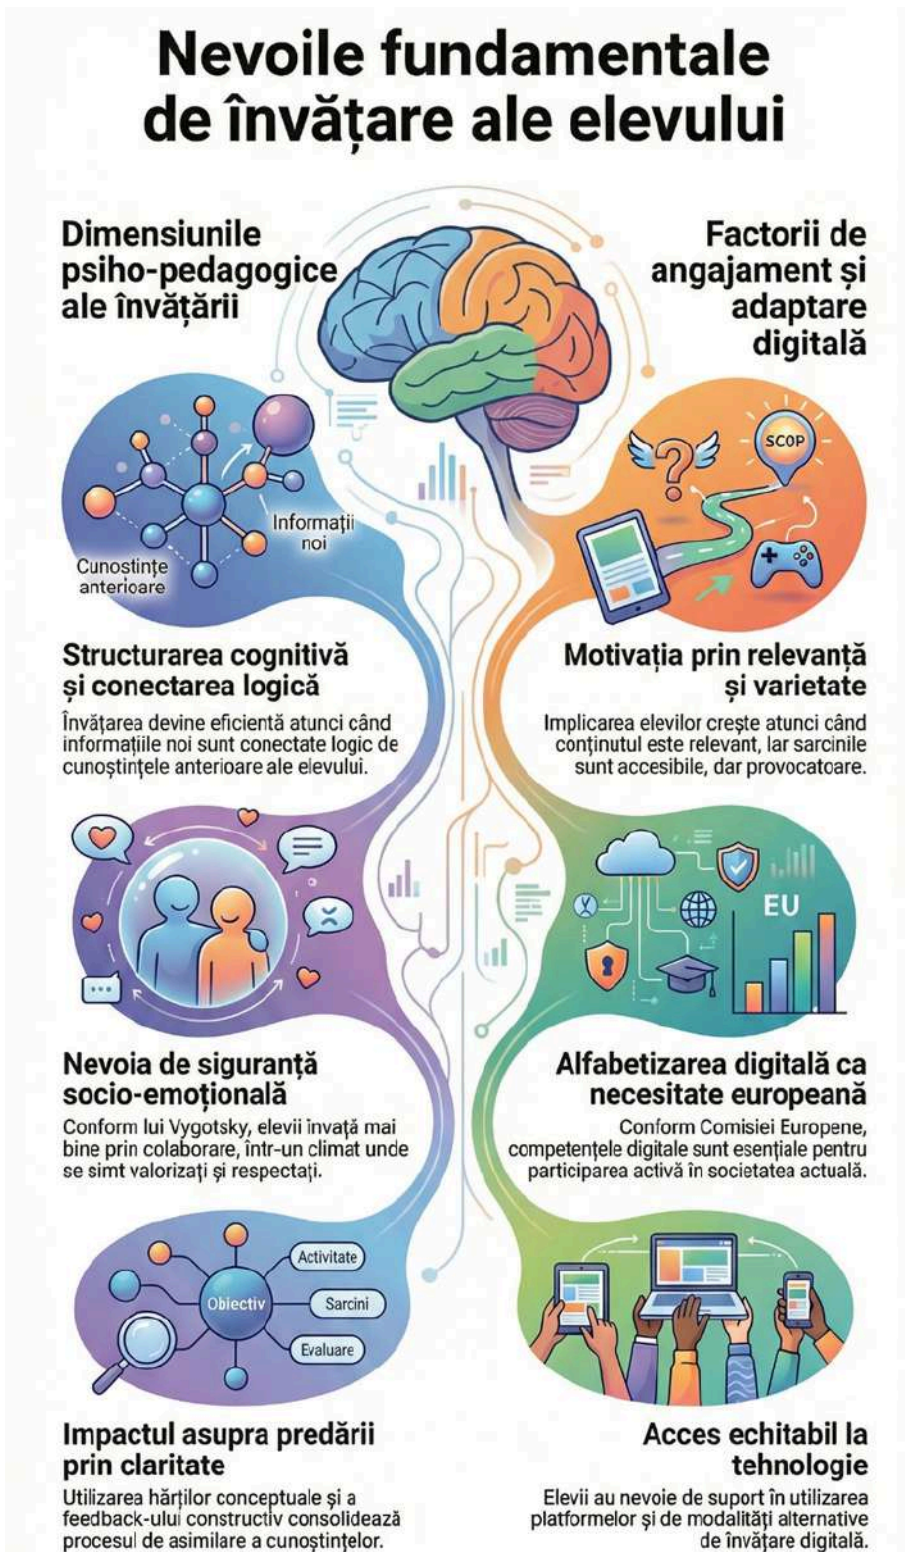 Nevoile fundamentale
de învățare ale elevului
Dimensiunile
psiho-pedagogice
ale învățării
Informații
noi
Cunostințe
anterioare
Structurarea cognitivă
și conectarea logică
Învățarea devine eficientă atunci când
informațiile noi sunt conectate logic de
cunoștințele anterioare ale elevului.
Nevoia de siguranță
socio-emoțională
Conform lui Vygotsky, elevii învață mai
bine prin colaborare, într-un climat unde
se simt valorizați și respectați.
Obiectiv
Activitate
Sarcini
Evaluare
Impactul asupra predării
prin claritate
Utilizarea hărților conceptuale și a
feedback-ului constructiv consolidează
procesul de asimilare a cunoștințelor.
Factorii de
angajament și
adaptare
digitală
SCOP
Motivația prin relevanță
și varietate
Implicarea elevilor crește atunci când
conținutul este relevant, Iar sarcinile
sunt accesibile, dar provocatoare.
EU
Alfabetizarea digitală ca
necesitate europeană
Conform Comisiei Europene,
competențele digitale sunt esențiale pentru
participarea activă în societatea actuală.
Acces echitabil la
tehnologie
Elevii au nevoie de suport în utilizarea
platformelor și de modalități alternative
de învățare digitală.